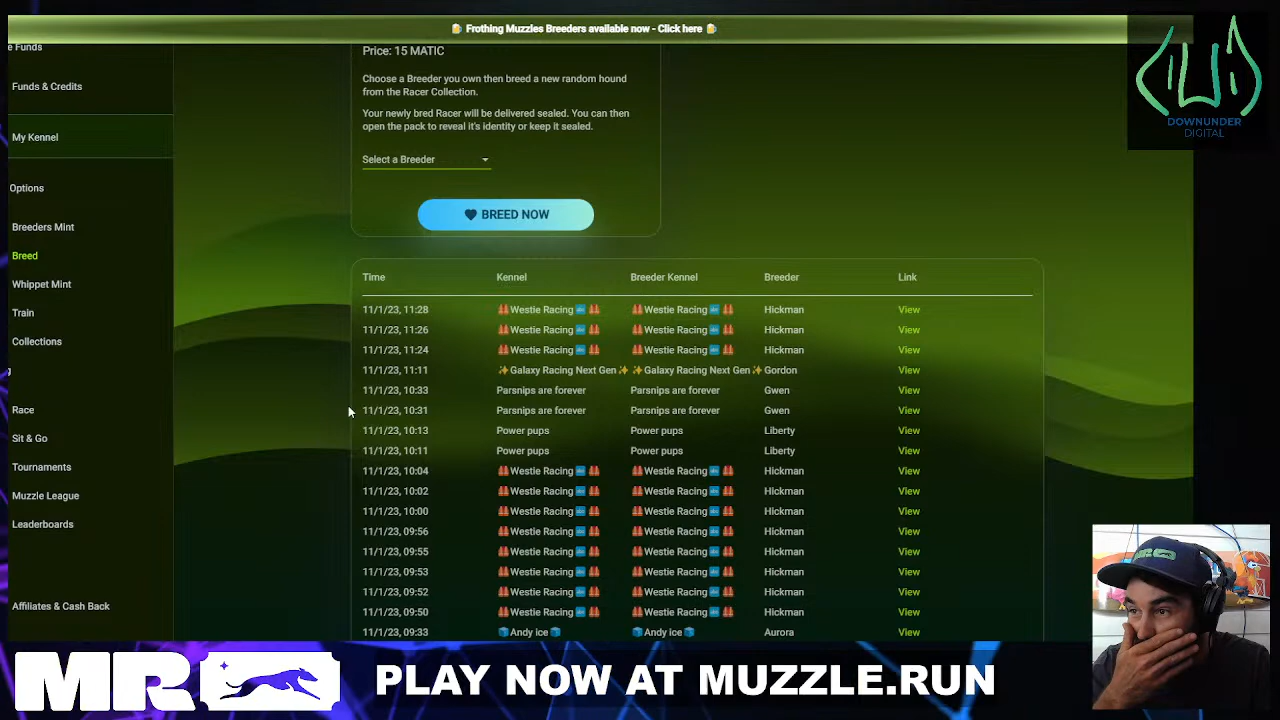 🍺 Frothing Muzzles Breeders available now - Click here 🍺
e Funds
Funds & Credits
My Kennel
Options
Breeders Mint
Breed
Whippet Mint
Train
Collections
g
Race
Sit & Go
Tournaments
Muzzle League
Leaderboards
Affiliates & Cash Back
Price: 15 MATIC
Choose a Breeder you own then breed a new random hound
from the Racer Collection.
Your newly bred Racer will be delivered sealed. You can then
open the pack to reveal it's identity or keep it sealed.
Select a Breeder
BREED NOW
Time Kennel Breeder Kennel Breeder Link
11/1/23, 11:28 Westie Racing Westie Racing Hickman View
11/1/23, 11:26 Westie Racing Westie Racing Hickman View
11/1/23, 11:24 Westie Racing Westie Racing Hickman View
11/1/23, 11:11 ✨Galaxy Racing Next Gen✨ ✨Galaxy Racing Next Gen✨ Gordon View
11/1/23, 10:33 Parsnips are forever Parsnips are forever Gwen View
11/1/23, 10:31 Parsnips are forever Parsnips are forever Gwen View
11/1/23, 10:13 Power pups Power pups Liberty View
11/1/23, 10:11 Power pups Power pups Liberty View
11/1/23, 10:04 Westie Racing Westie Racing Hickman View
11/1/23, 10:02 Westie Racing Westie Racing Hickman View
11/1/23, 10:00 Westie Racing Westie Racing Hickman View
11/1/23, 09:56 Westie Racing Westie Racing Hickman View
11/1/23, 09:55 Westie Racing Westie Racing Hickman View
11/1/23, 09:53 Westie Racing Westie Racing Hickman View
11/1/23, 09:52 Westie Racing Westie Racing Hickman View
11/1/23, 09:50 Westie Racing Westie Racing Hickman View
11/1/23, 09:33 Andy ice Andy ice Aurora View
DOWNUNDER
DIGITAL
MR
PLAY NOW AT MUZZLE.RUN